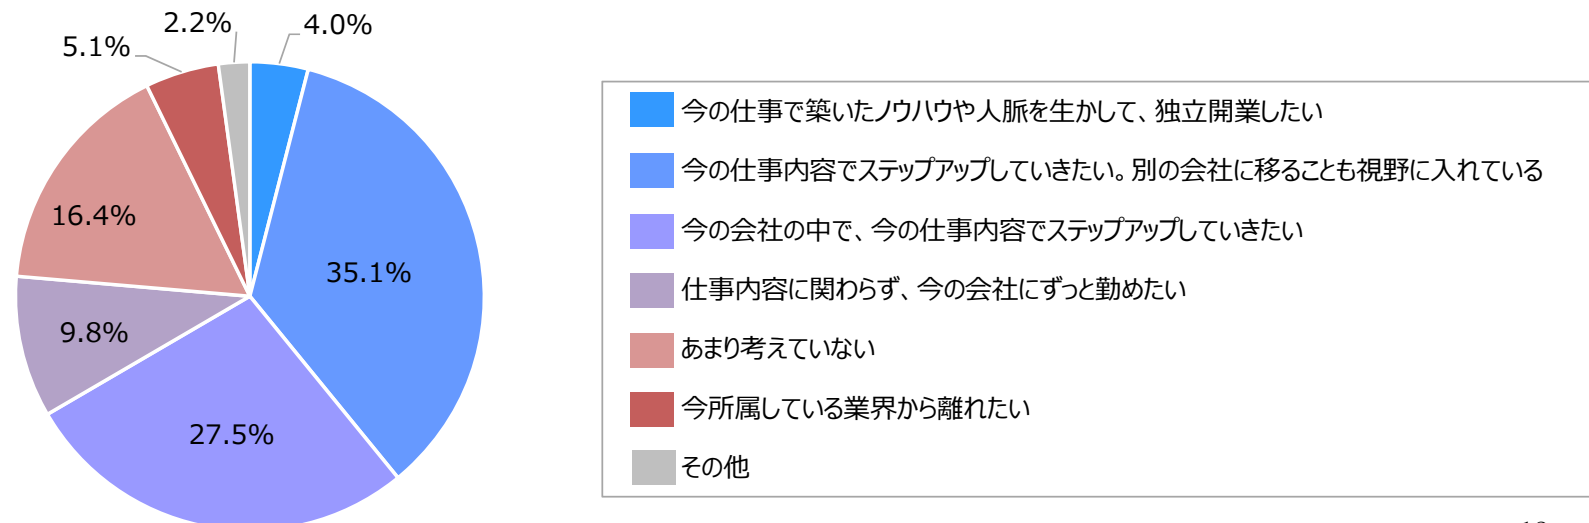 2.2%
4.0%
5.1%
16.4%
35.1%
9.8%
27.5%
今の仕事で築いたノウハウや人脈を生かして、独立開業したい
今の仕事内容でステップアップしていきたい。別の会社に移ることも視野に入れている
今の会社の中で、今の仕事内容でステップアップしていきたい
仕事内容に関わらず、今の会社にずっと勤めたい
あまり考えていない
今所属している業界から離れたい
その他